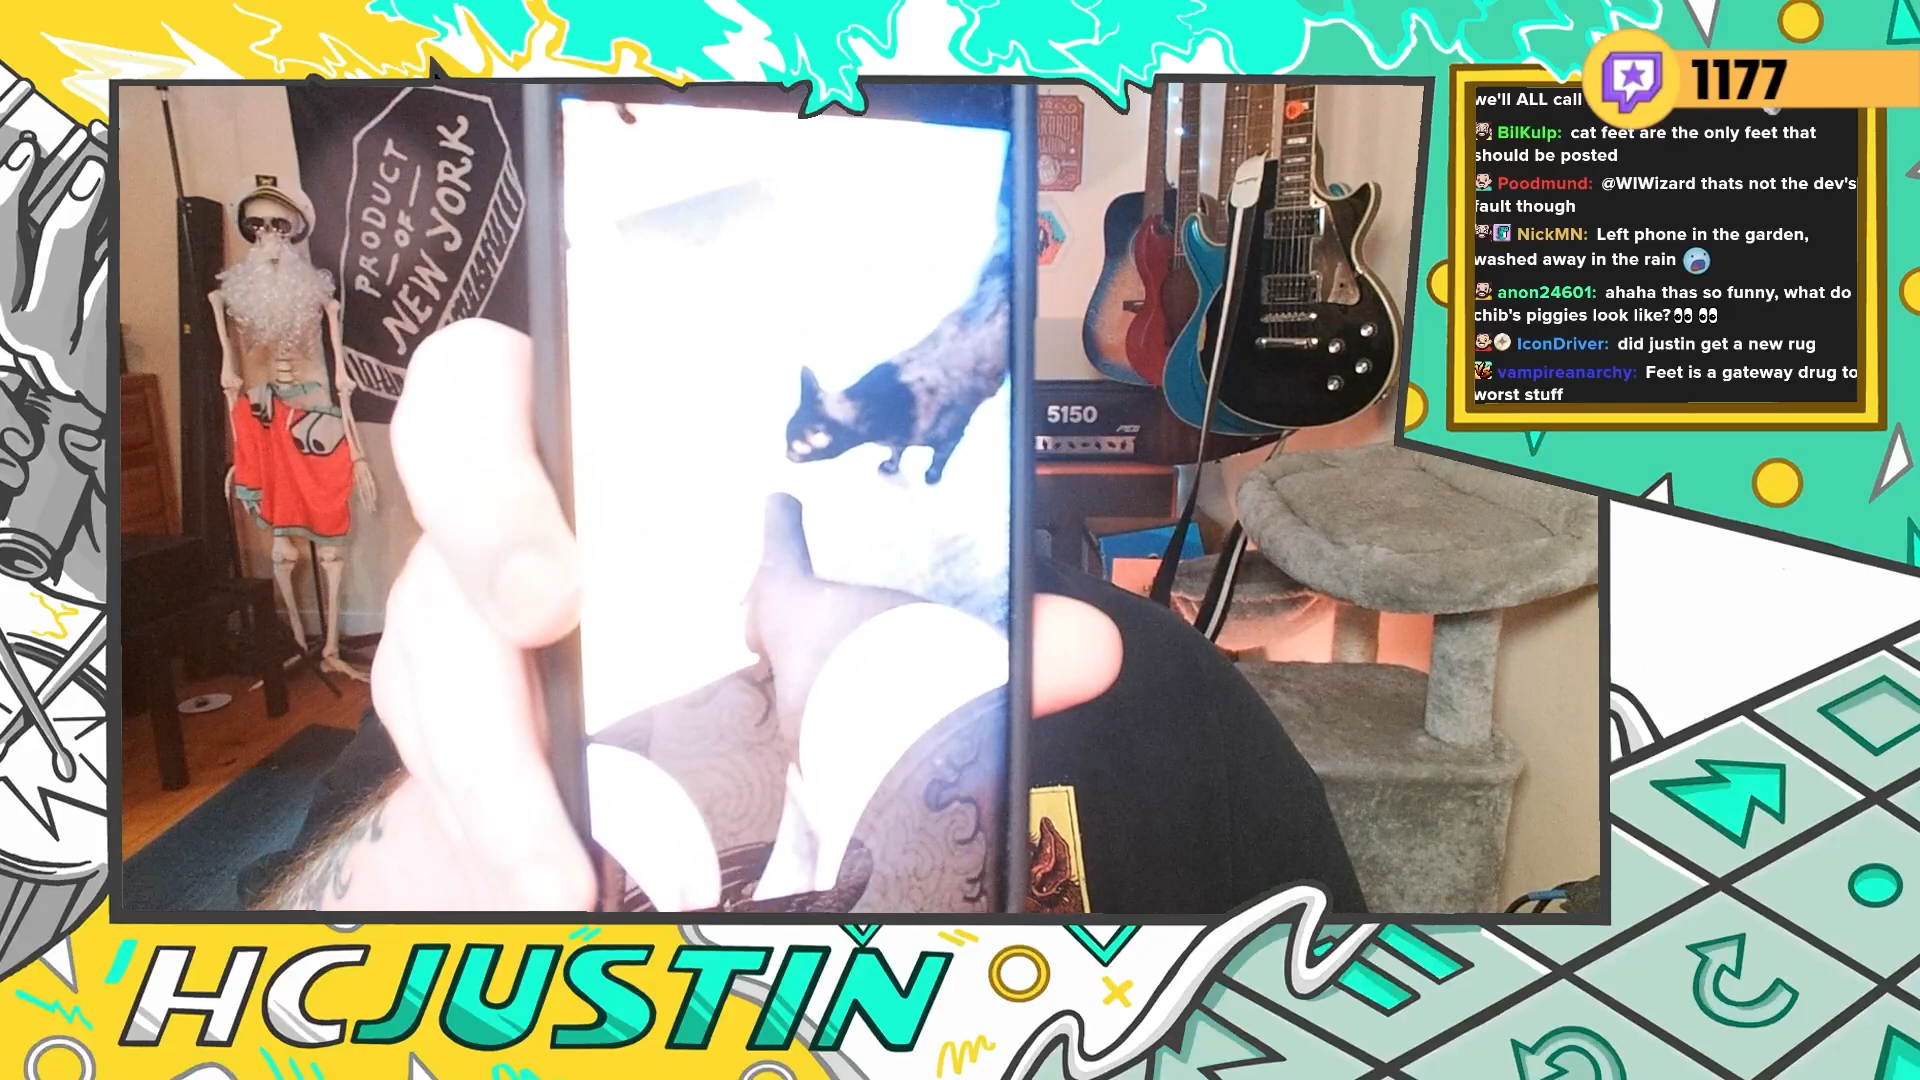 1177
we'll ALL call
BilKulp: cat feet are the only feet that
should be posted
Poodmund: @WIWizard thats not the dev's
fault though
NickMN: Left phone in the garden,
washed away in the rain
anon24601: ahaha thas so funny, what do
chib's piggies look like?👀 👀
IconDriver: did justin get a new rug
vampireanarchy: Feet is a gateway drug to
worst stuff
PRODUCT
OF
NEW YORK
5150
HCJUSTIN